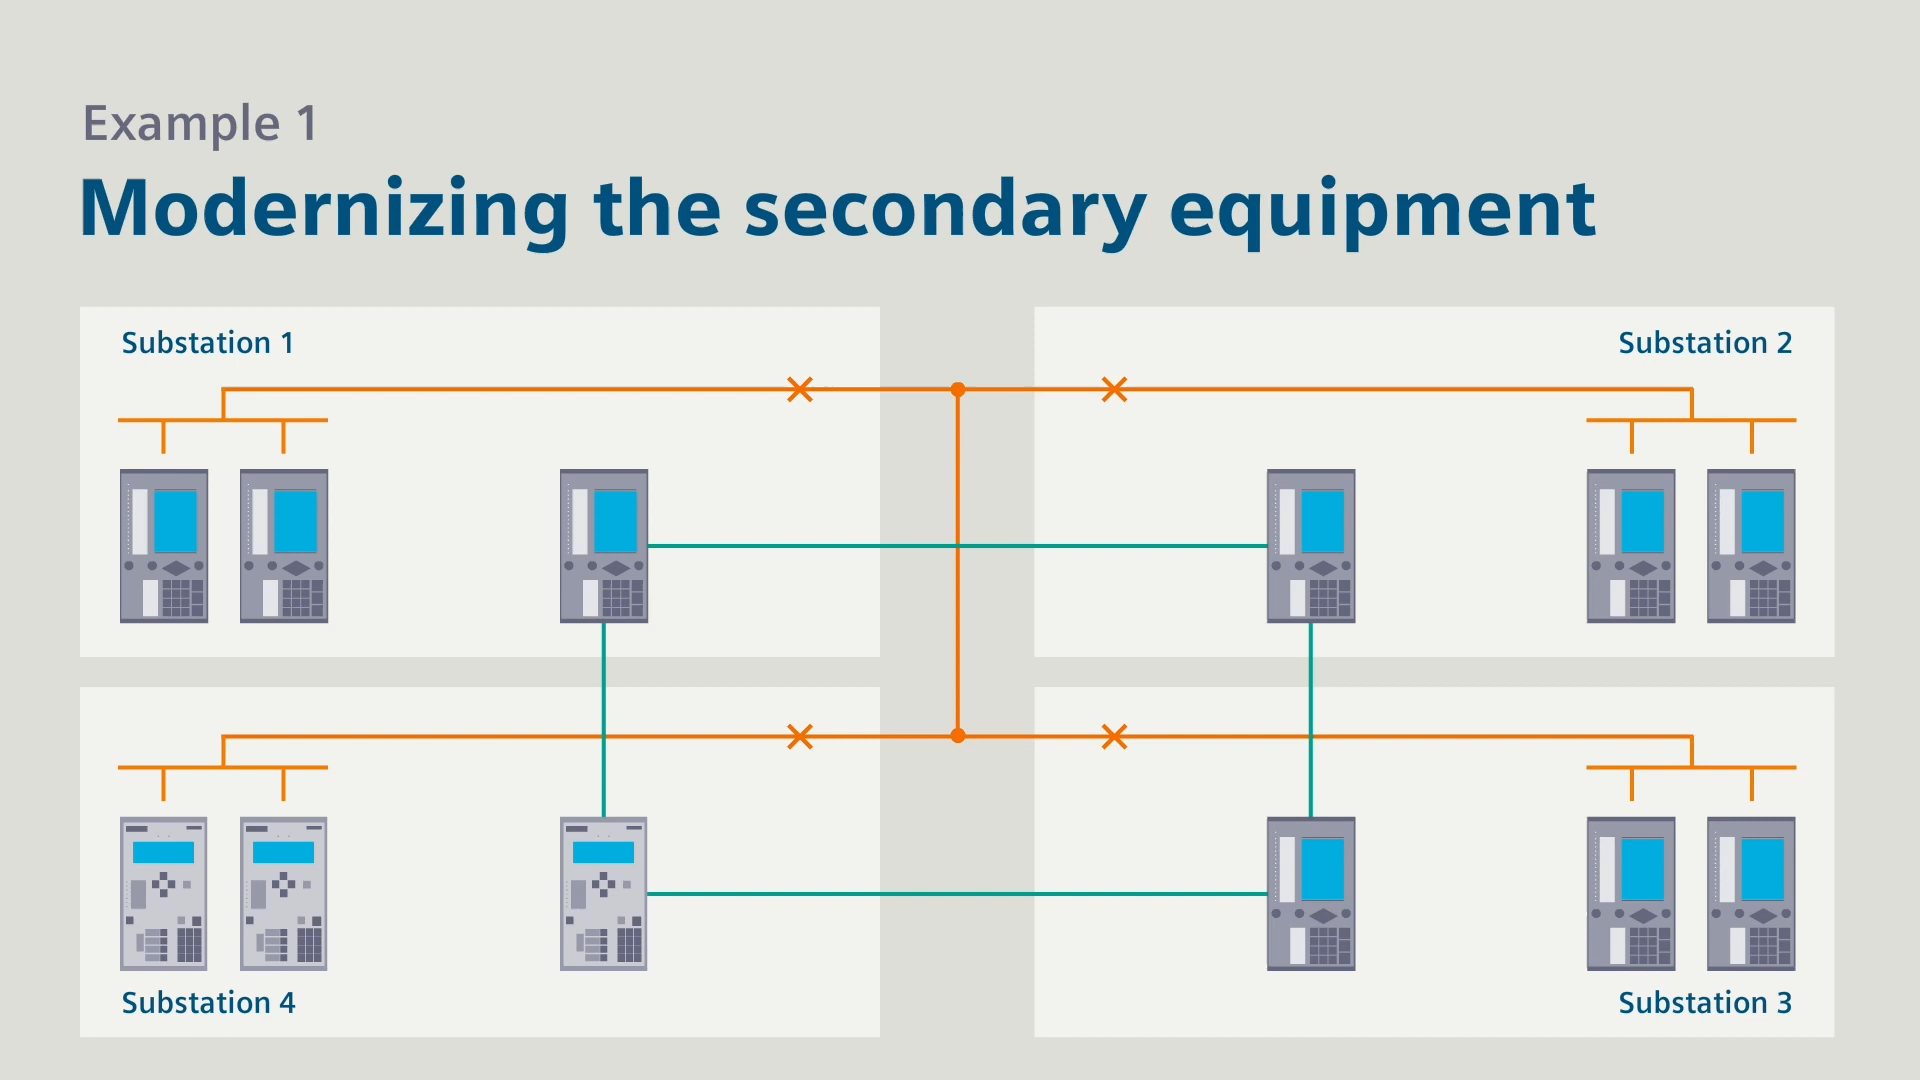 Example 1
Modernizing the secondary equipment
Substation 1
Substation 2
Substation 4
Substation 3